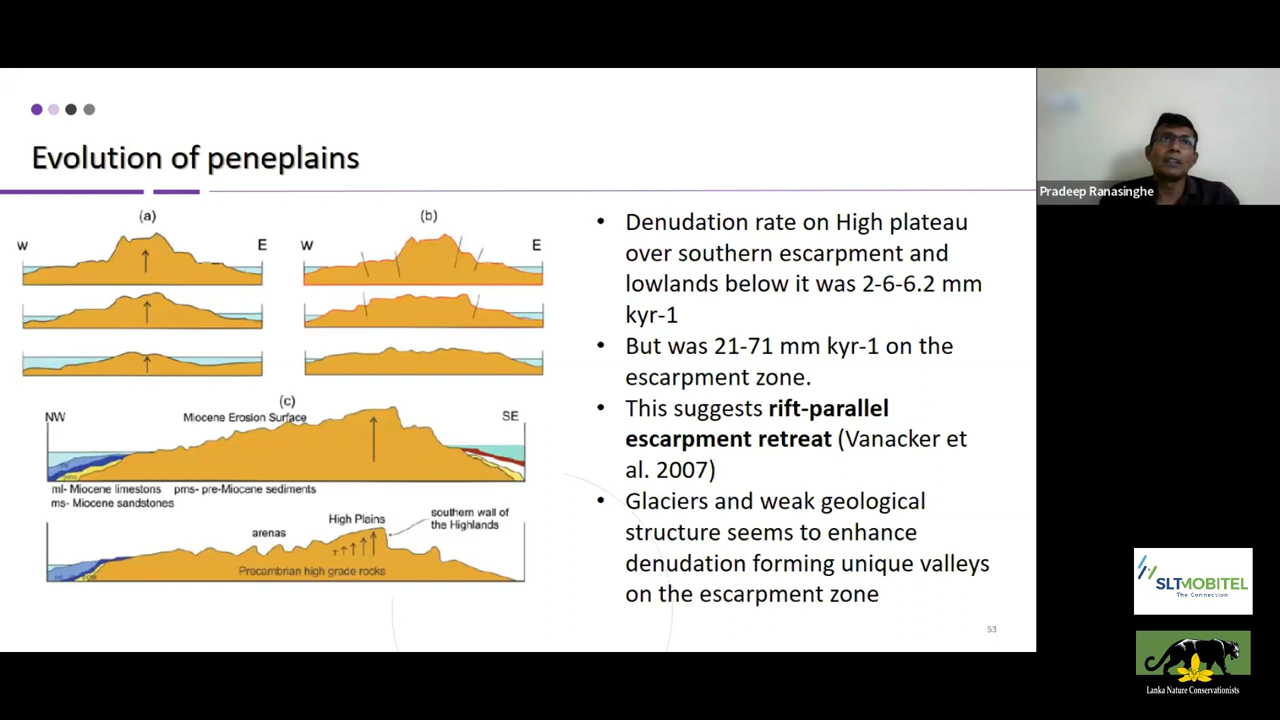 Evolution of peneplains
(a)
(b)
W
E
W
E
(c)
NW
Miocene Erosion Surface
SE
ml- Miocene limestons pms- pre-Miocene sediments
ms- Miocene sandstones
High Plains
southern wall of
the Highlands
arenas
Precambrian high grade rocks
• Denudation rate on High plateau
over southern escarpment and
lowlands below it was 2-6-6.2 mm
kyr-1
• But was 21-71 mm kyr-1 on the
escarpment zone.
• This suggests rift-parallel
escarpment retreat (Vanacker et
al. 2007)
• Glaciers and weak geological
structure seems to enhance
denudation forming unique valleys
on the escarpment zone
53
Pradeep Ranasinghe
SLTMOBITEL
The Connection
Lanka Nature Conservationists